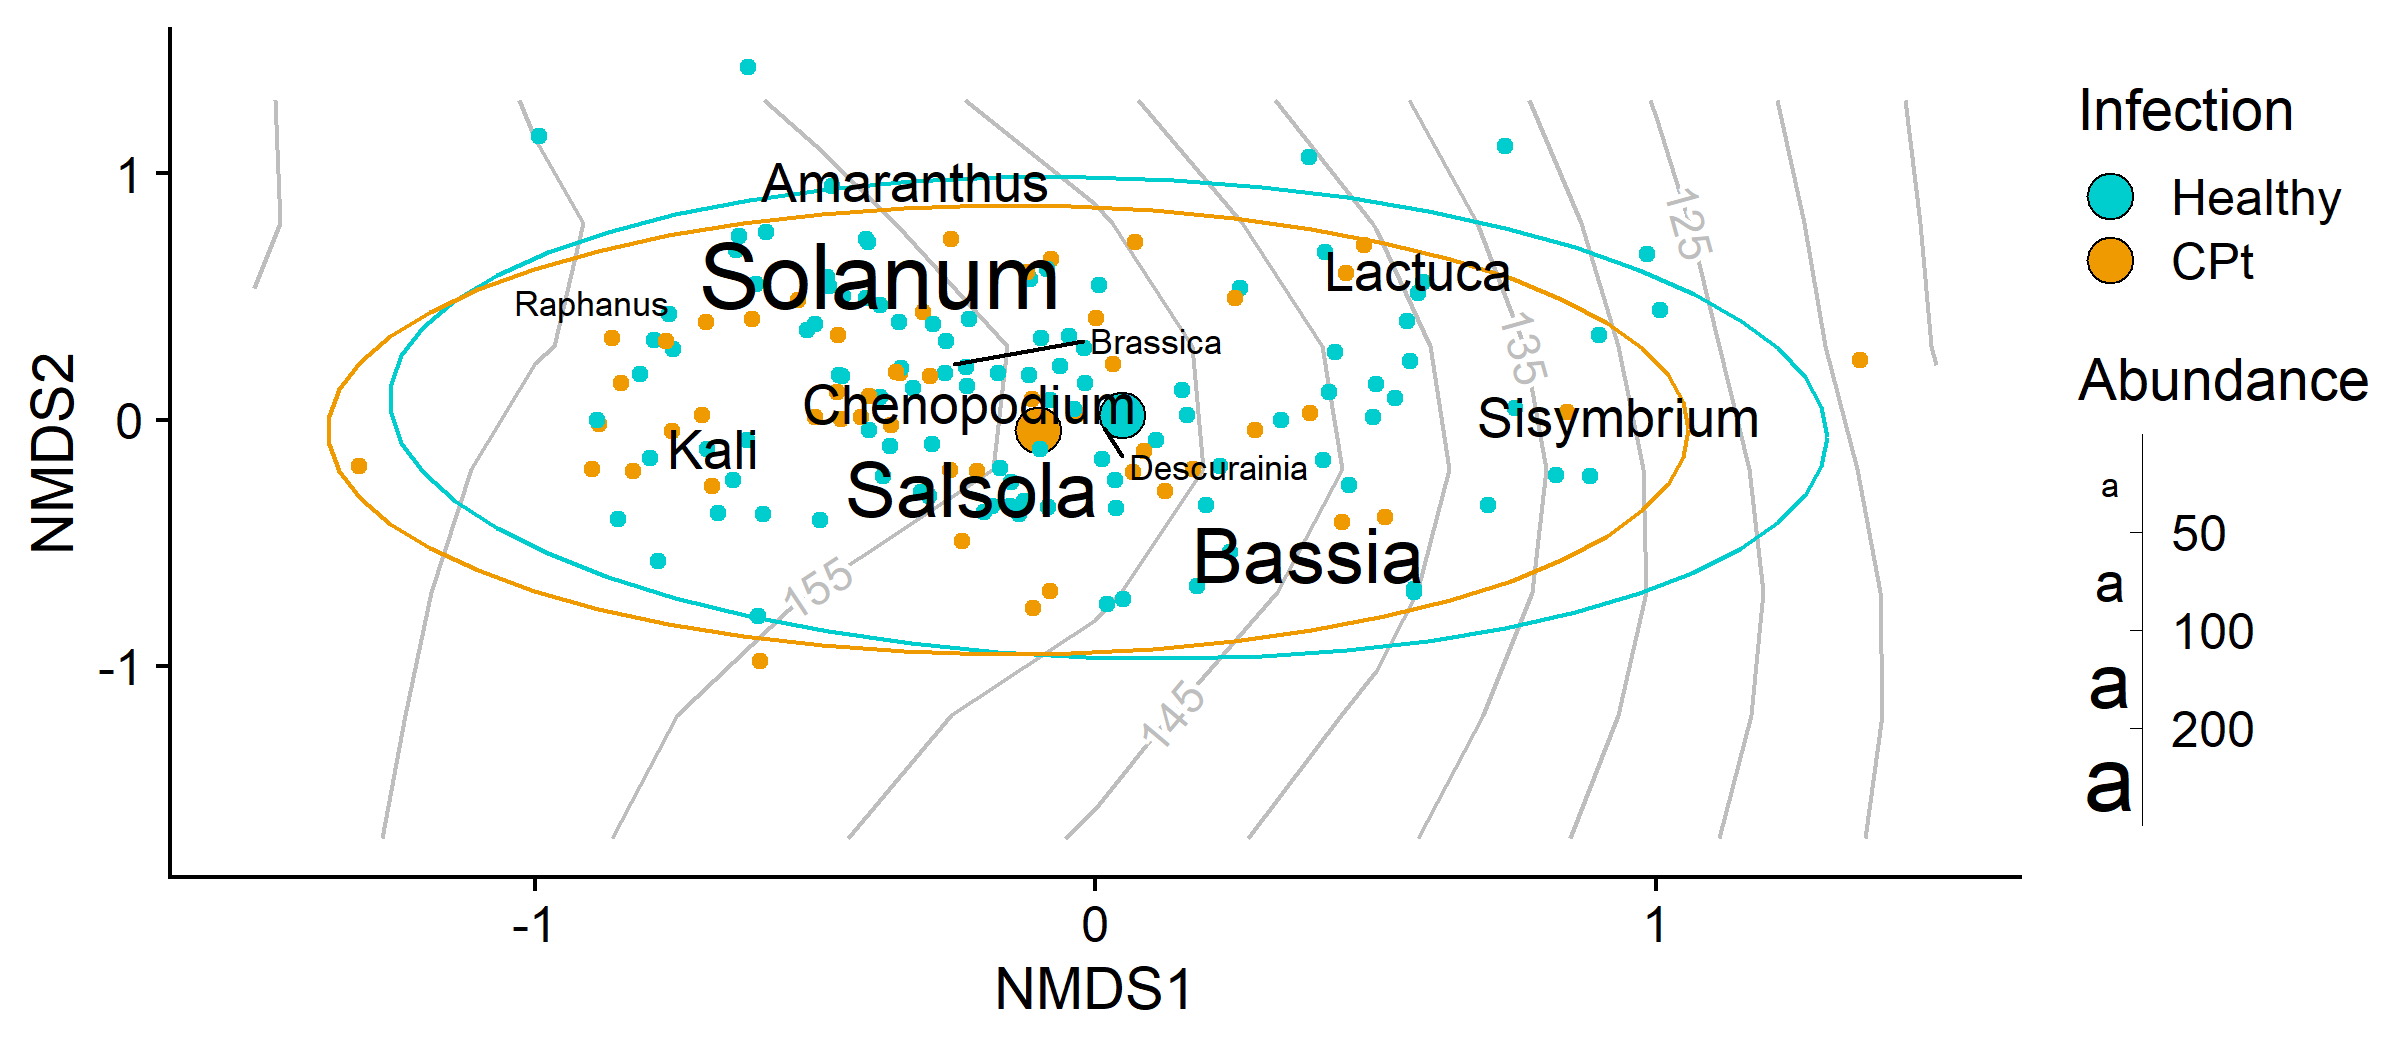 Infection
Healthy
CPt
Abundance
a
50
a
100
a
200
a
1
0
-1
NMDS2
Amaranthus
125
Solanum
Lactuca
Raphanus
135
Brassica
Chenopodium
Sisymbrium
Kali
Descurainia
Salsola
Bassia
155
145
-1
0
1
NMDS1